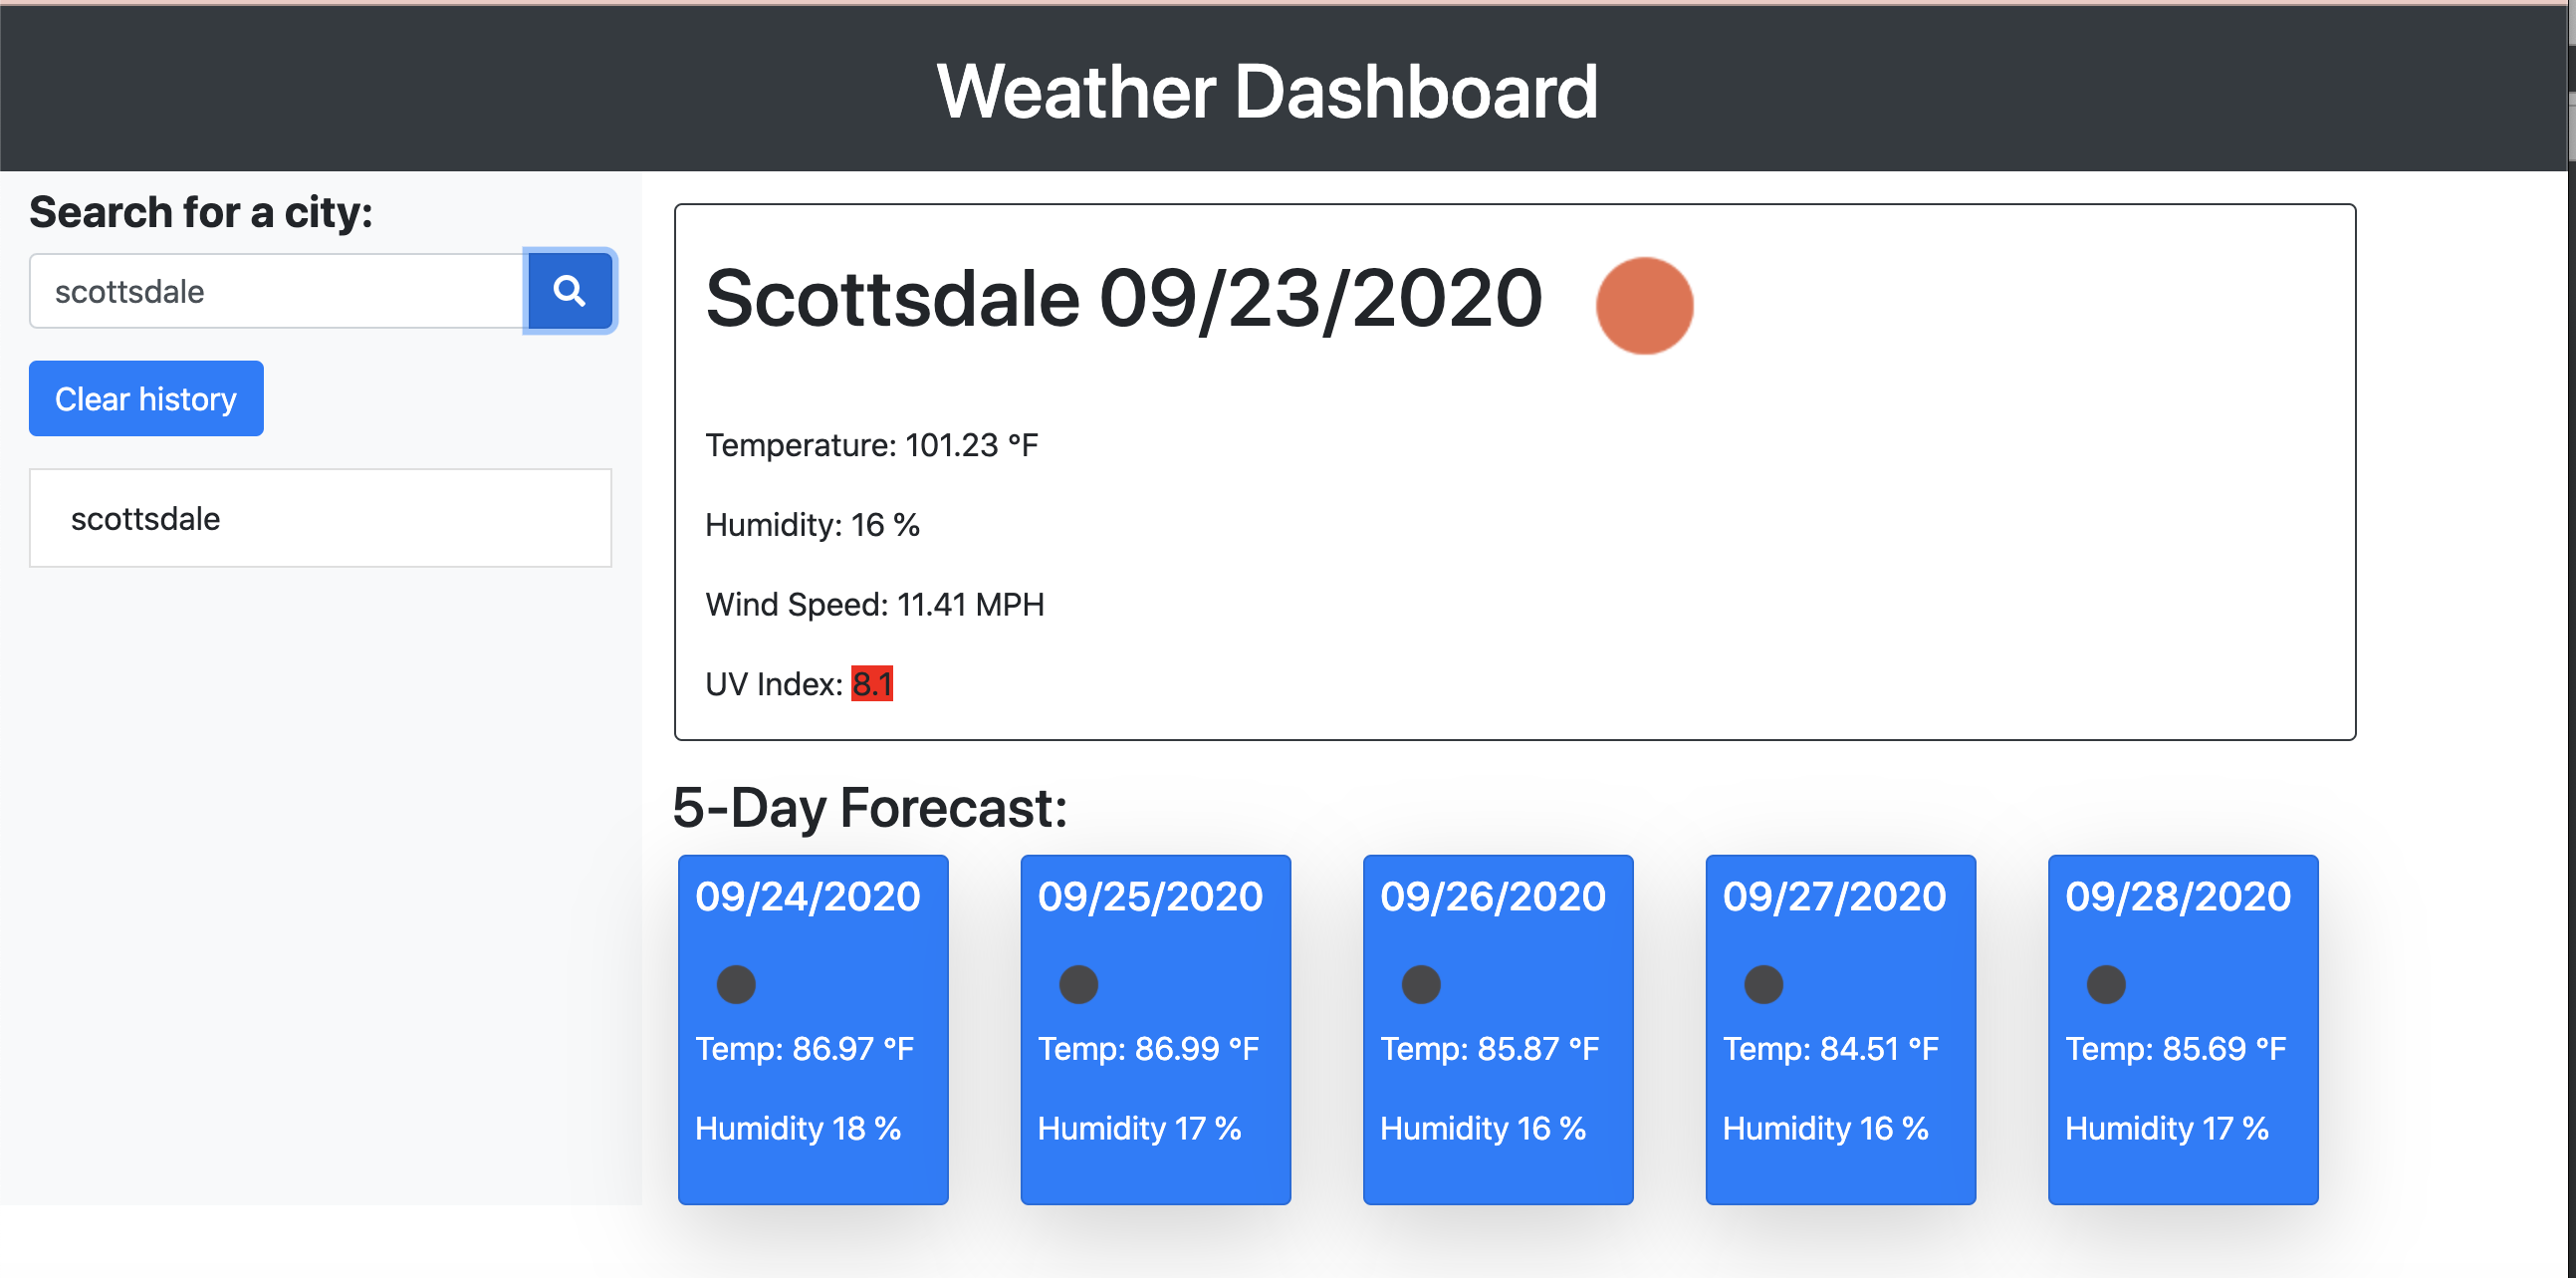 Weather Dashboard
Search for a city:
scottsdale
Clear history
scottsdale
Scottsdale 09/23/2020
Temperature: 101.23 °F
Humidity: 16 %
Wind Speed: 11.41 MPH
UV Index: 8.1
5-Day Forecast:
09/24/2020
Temp: 86.97 °F
Humidity 18 %
09/25/2020
Temp: 86.99 °F
Humidity 17 %
09/26/2020
Temp: 85.87 °F
Humidity 16 %
09/27/2020
Temp: 84.51 °F
Humidity 16 %
09/28/2020
Temp: 85.69 °F
Humidity 17 %